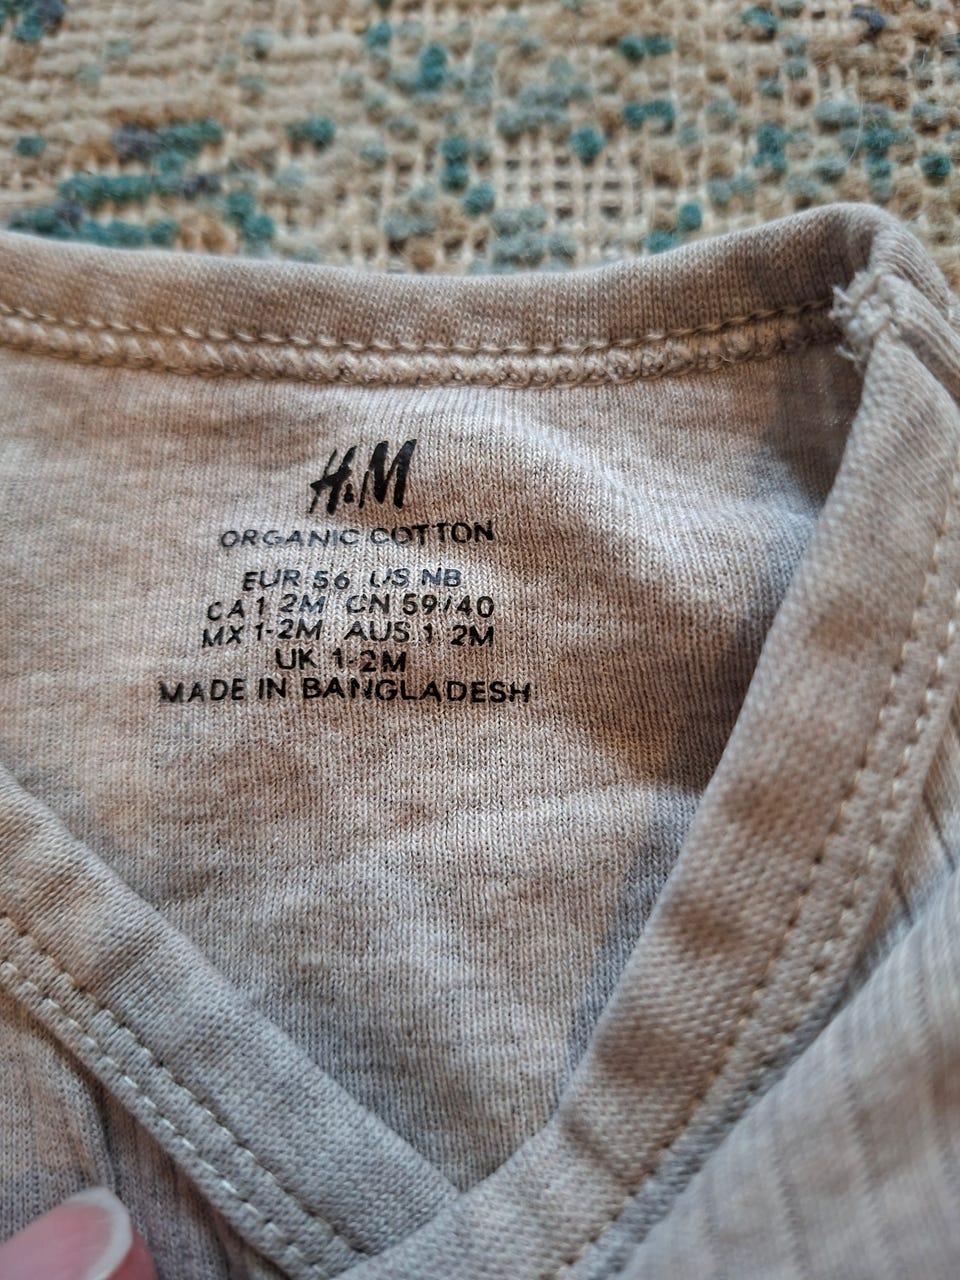 H&M
ORGANIC COTTON
EUR 56 US NB
CA 1 2M CN 59/40
MX 1-2M AUS 1 2M
UK 1-2M
MADE IN BANGLADESH